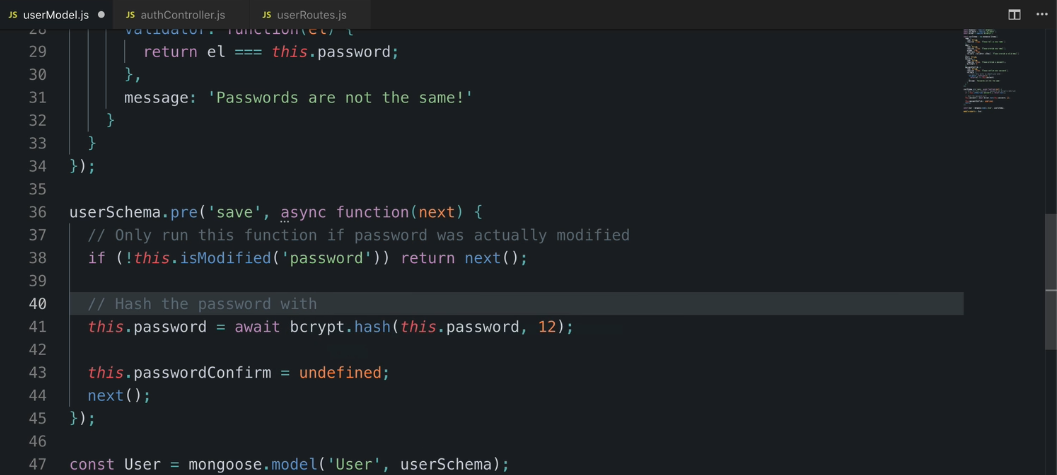 JS userModel.js JS authController.js JS userRoutes.js
28 validator: function(el) {
29 return el === this.password;
30 },
31 message: 'Passwords are not the same!'
32 }
33 }
34 });
35
36 userSchema.pre('save', async function(next) {
37 // Only run this function if password was actually modified
38 if (!this.isModified('password')) return next();
39
40 // Hash the password with
41 this.password = await bcrypt.hash(this.password, 12);
42
43 this.passwordConfirm = undefined;
44 next();
45 });
46
47 const User = mongoose.model('User', userSchema);